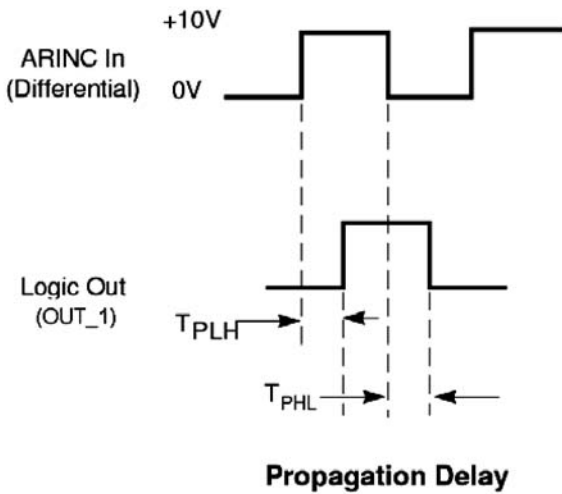 +10V
ARINC In
(Differential)
0V
Logic Out
(OUT_1)
TPLH
TPHL
Propagation Delay